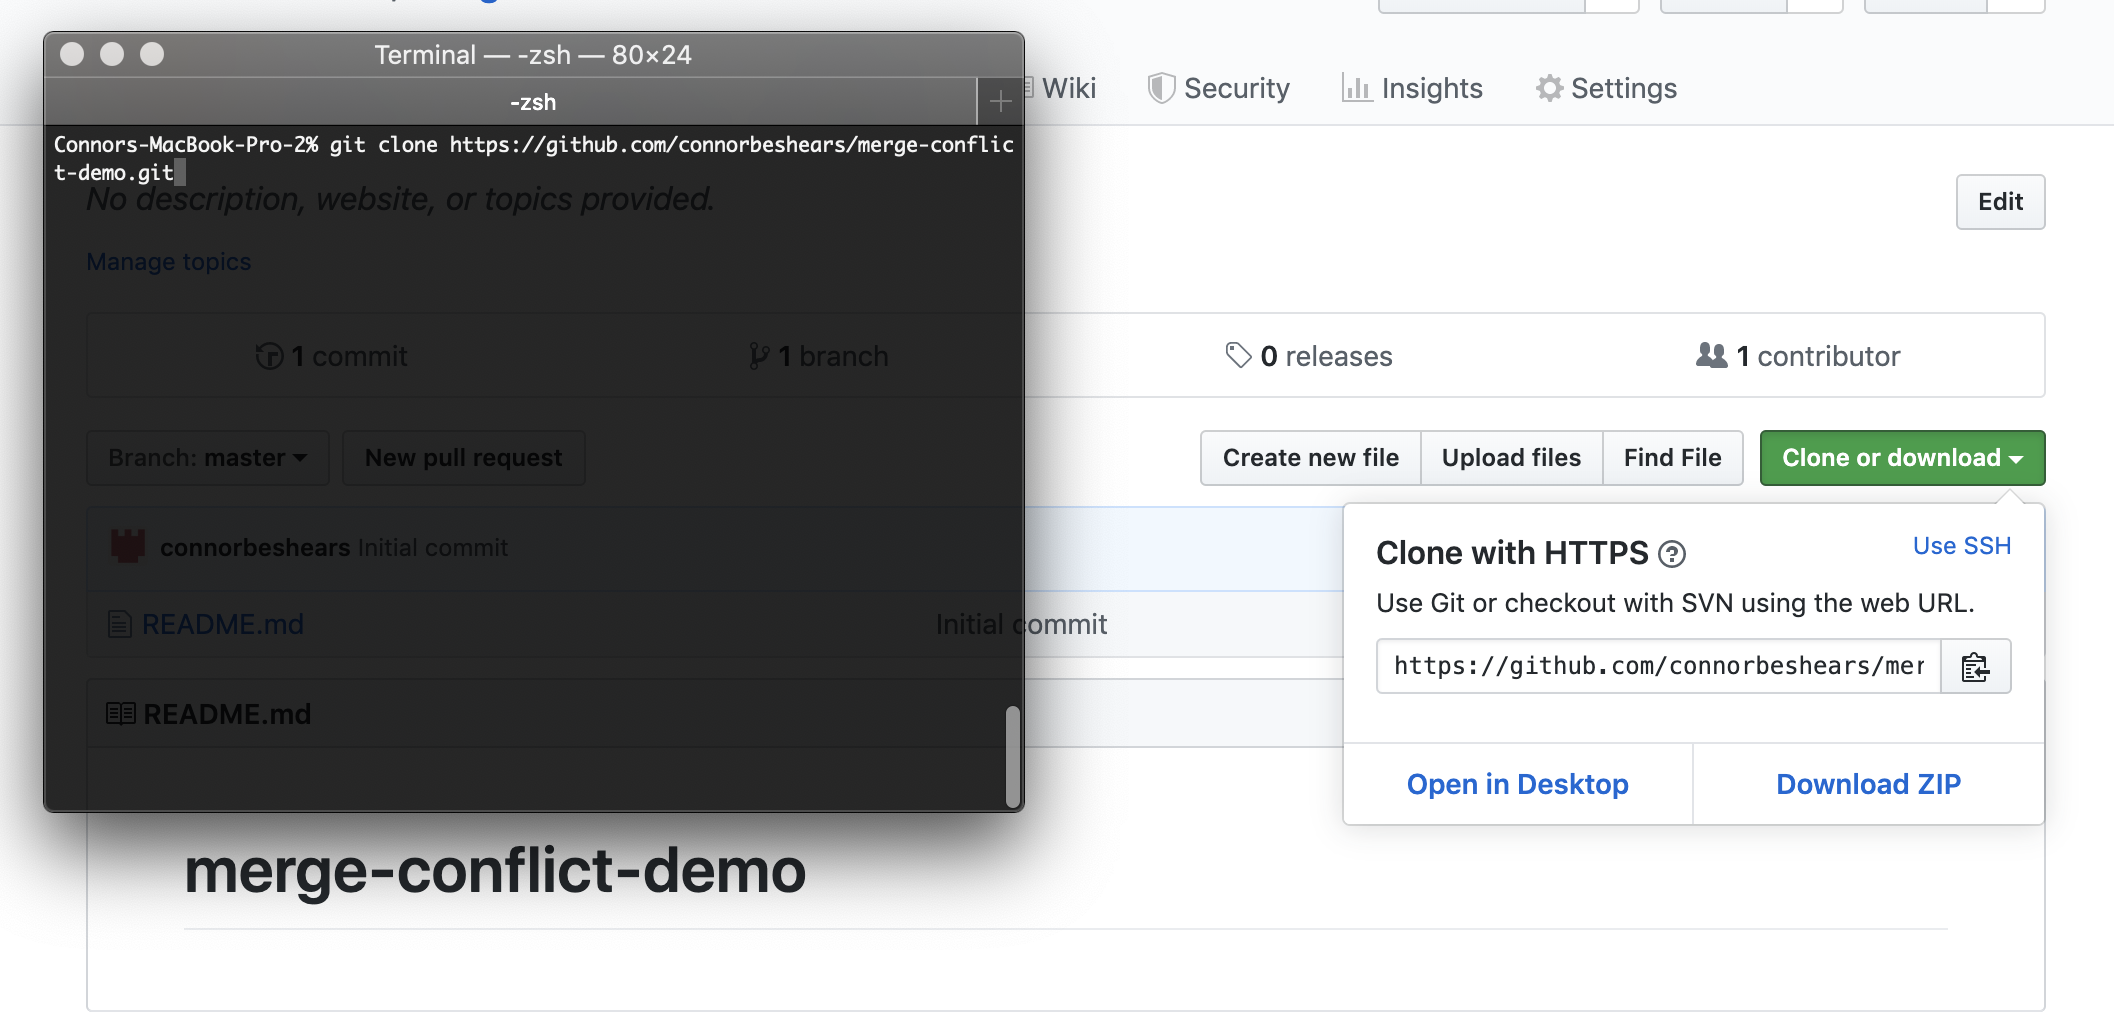 Terminal — -zsh — 80×24
-zsh
Wiki Security Insights Settings
Connors-MacBook-Pro-2% git clone https://github.com/connorbeshears/merge-conflic
t-demo.git
No description, website, or topics provided.
Edit
Manage topics
1 commit 1 branch 0 releases 1 contributor
Branch: master New pull request Create new file Upload files Find File Clone or download
connorbeshears Initial commit
README.md Initial commit
README.md
Clone with HTTPS ?
Use SSH
Use Git or checkout with SVN using the web URL.
https://github.com/connorbeshears/mer
Open in Desktop Download ZIP
merge-conflict-demo